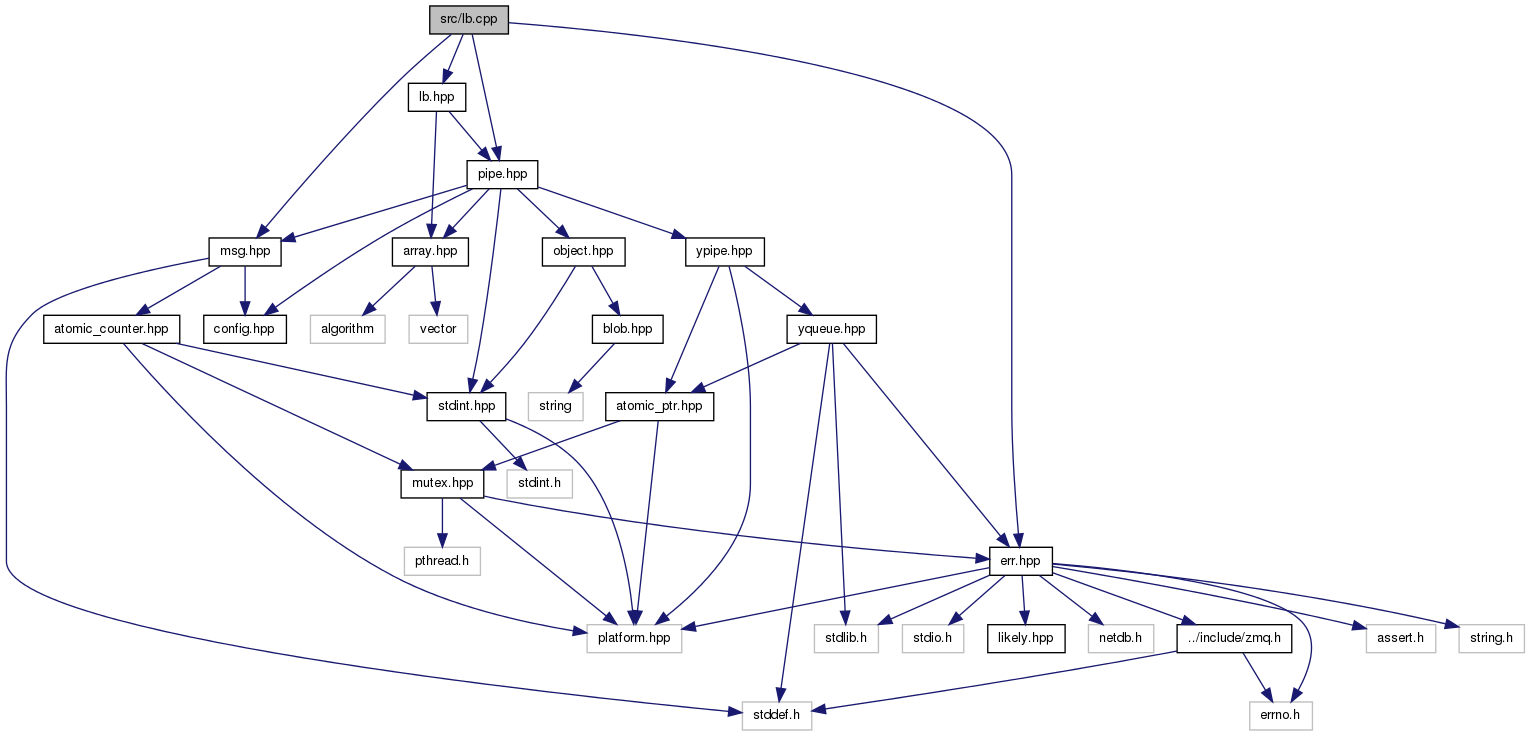 src/lb.cpp
lb.hpp
pipe.hpp
msg.hpp
array.hpp
object.hpp
ypipe.hpp
atomic_counter.hpp
config.hpp
algorithm
vector
blob.hpp
yqueue.hpp
stdint.hpp
string
atomic_ptr.hpp
mutex.hpp
stdint.h
pthread.h
err.hpp
platform.hpp
stdlib.h
stdio.h
likely.hpp
netdb.h
../include/zmq.h
assert.h
string.h
stddef.h
errno.h